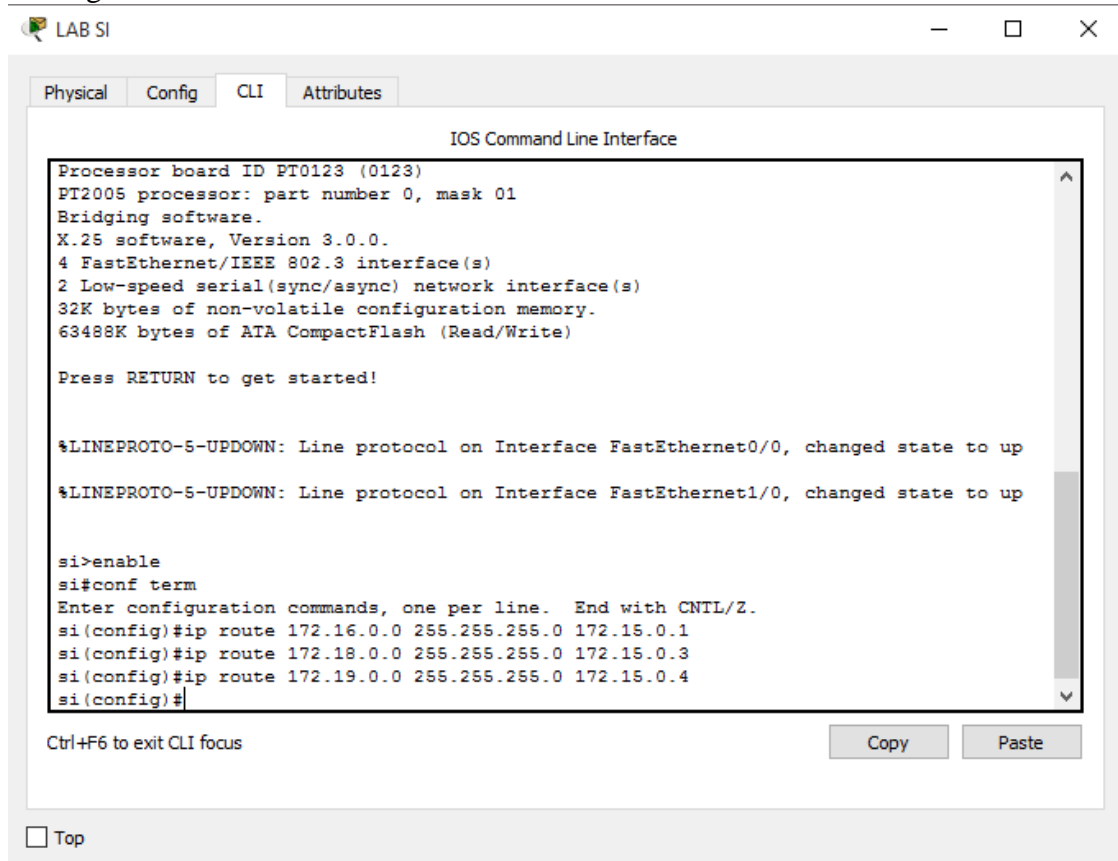 LAB SI
Physical Config CLI Attributes
IOS Command Line Interface
Processor board ID PT0123 (0123)
PT2005 processor: part number 0, mask 01
Bridging software.
X.25 software, Version 3.0.0.
4 FastEthernet/IEEE 802.3 interface(s)
2 Low-speed serial(sync/async) network interface(s)
32K bytes of non-volatile configuration memory.
63488K bytes of ATA CompactFlash (Read/Write)
Press RETURN to get started!
%LINEPROTO-5-UPDOWN: Line protocol on Interface FastEthernet0/0, changed state to up
%LINEPROTO-5-UPDOWN: Line protocol on Interface FastEthernet1/0, changed state to up
si>enable
si#conf term
Enter configuration commands, one per line.  End with CNTL/Z.
si(config)#ip route 172.16.0.0 255.255.255.0 172.15.0.1
si(config)#ip route 172.18.0.0 255.255.255.0 172.15.0.3
si(config)#ip route 172.19.0.0 255.255.255.0 172.15.0.4
si(config)#
Ctrl+F6 to exit CLI focus
Copy Paste
Top